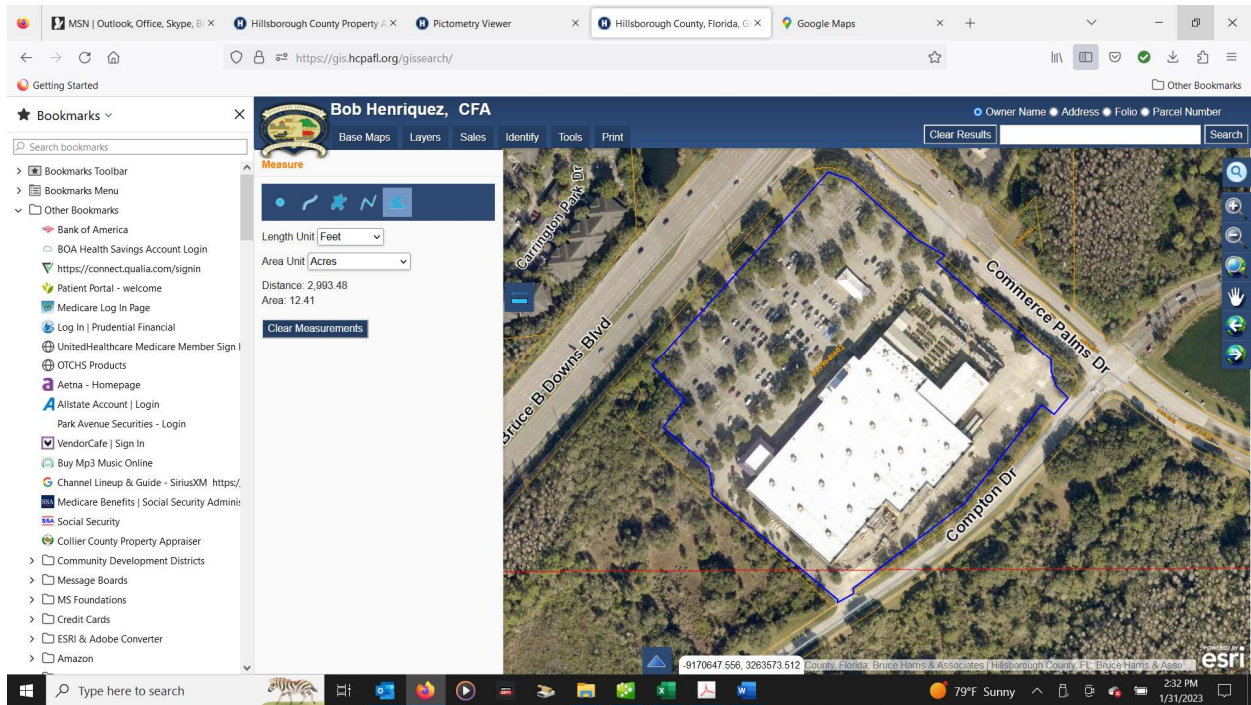 MSN | Outlook, Office, Skype, B
Hillsborough County Property A
Pictometry Viewer
Hillsborough County, Florida, G
Google Maps
https://gis.hcpafl.org/gissearch/
Getting Started
Other Bookmarks
Bookmarks
Bob Henriquez, CFA
Owner Name Address Folio Parcel Number
Base Maps Layers Sales Identify Tools Print
Clear Results
Search
Search bookmarks
Measure
Bookmarks Toolbar
Bookmarks Menu
Other Bookmarks
Bank of America
BOA Health Savings Account Login
https://connect.qualia.com/signin
Patient Portal - welcome
Medicare Log In Page
Log In | Prudential Financial
UnitedHealthcare Medicare Member Sign I
OTCHS Products
Aetna - Homepage
Allstate Account | Login
Park Avenue Securities - Login
VendorCafe | Sign In
Buy Mp3 Music Online
Channel Lineup & Guide - SiriusXM https:/
Medicare Benefits | Social Security Adminis
Social Security
Collier County Property Appraiser
Community Development Districts
Message Boards
MS Foundations
Credit Cards
ESRI & Adobe Converter
Amazon
Length Unit Feet
Area Unit Acres
Distance: 2,993.48
Area: 12.41
Clear Measurements
Carrington Park Dr
Bruce B Downs Blvd
Commerce Palms Dr
Compton Dr
-9170647.556, 3263573.512
County, Florida; Bruce Harris & Associates | Hillsborough County, FL; Bruce Harris & Asso...
POWERED BY
esri
Type here to search
79°F Sunny
2:32 PM
1/31/2023